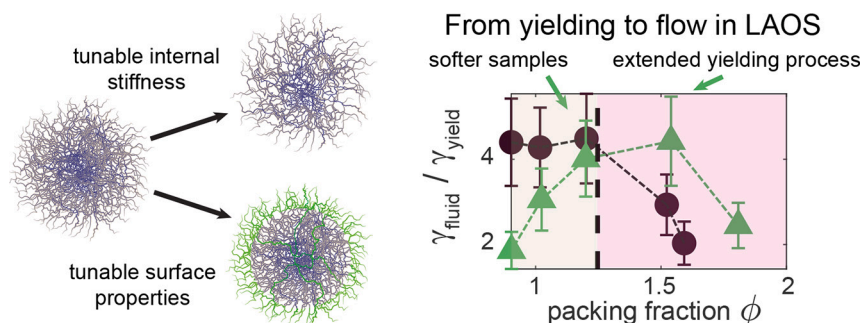 tunable internal
stiffness
tunable surface
properties
From yielding to flow in LAOS
softer samples
extended yielding process
γfluid / γyield
4
2
1
1.5
2
packing fraction ϕ